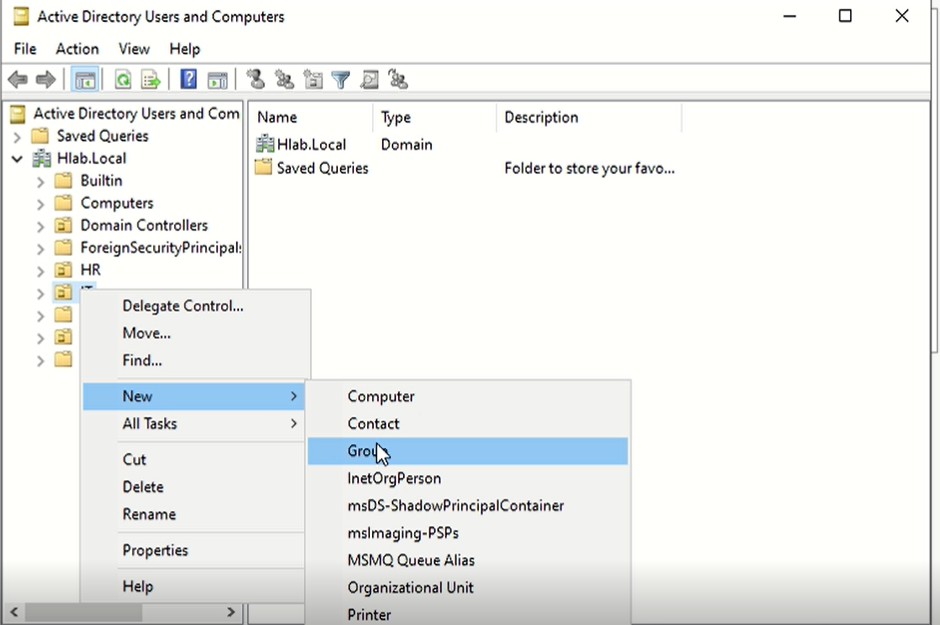 Active Directory Users and Computers
File Action View Help
Active Directory Users and Com
Saved Queries
Hlab.Local
Builtin
Computers
Domain Controllers
ForeignSecurityPrincipals
HR
Name Type Description
Hlab.Local Domain
Saved Queries Folder to store your favo...
Delegate Control...
Move...
Find...
New
All Tasks
Cut
Delete
Rename
Properties
Help
Computer
Contact
Group
InetOrgPerson
msDS-ShadowPrincipalContainer
msImaging-PSPs
MSMQ Queue Alias
Organizational Unit
Printer